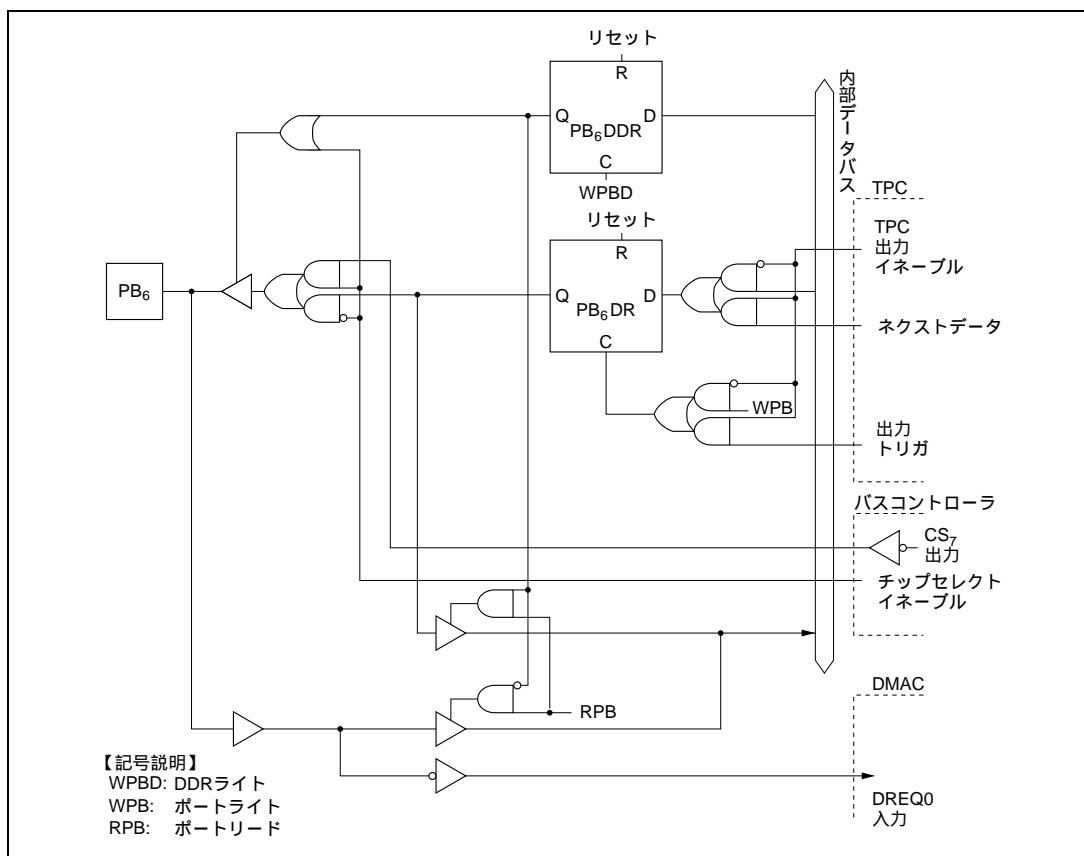 リセット
R
Q
PB6DDR
D
C
WPBD
内部データバス
TPC
TPC
出力
イネーブル
リセット
R
Q
PB6DR
D
C
PB6
ネクストデータ
WPB
出力
トリガ
バスコントローラ
CS7
出力
チップセレクト
イネーブル
RPB
DMAC
DREQ0
入力
【記号説明】
WPBD: DDRライト
WPB: ポートライト
RPB: ポートリード